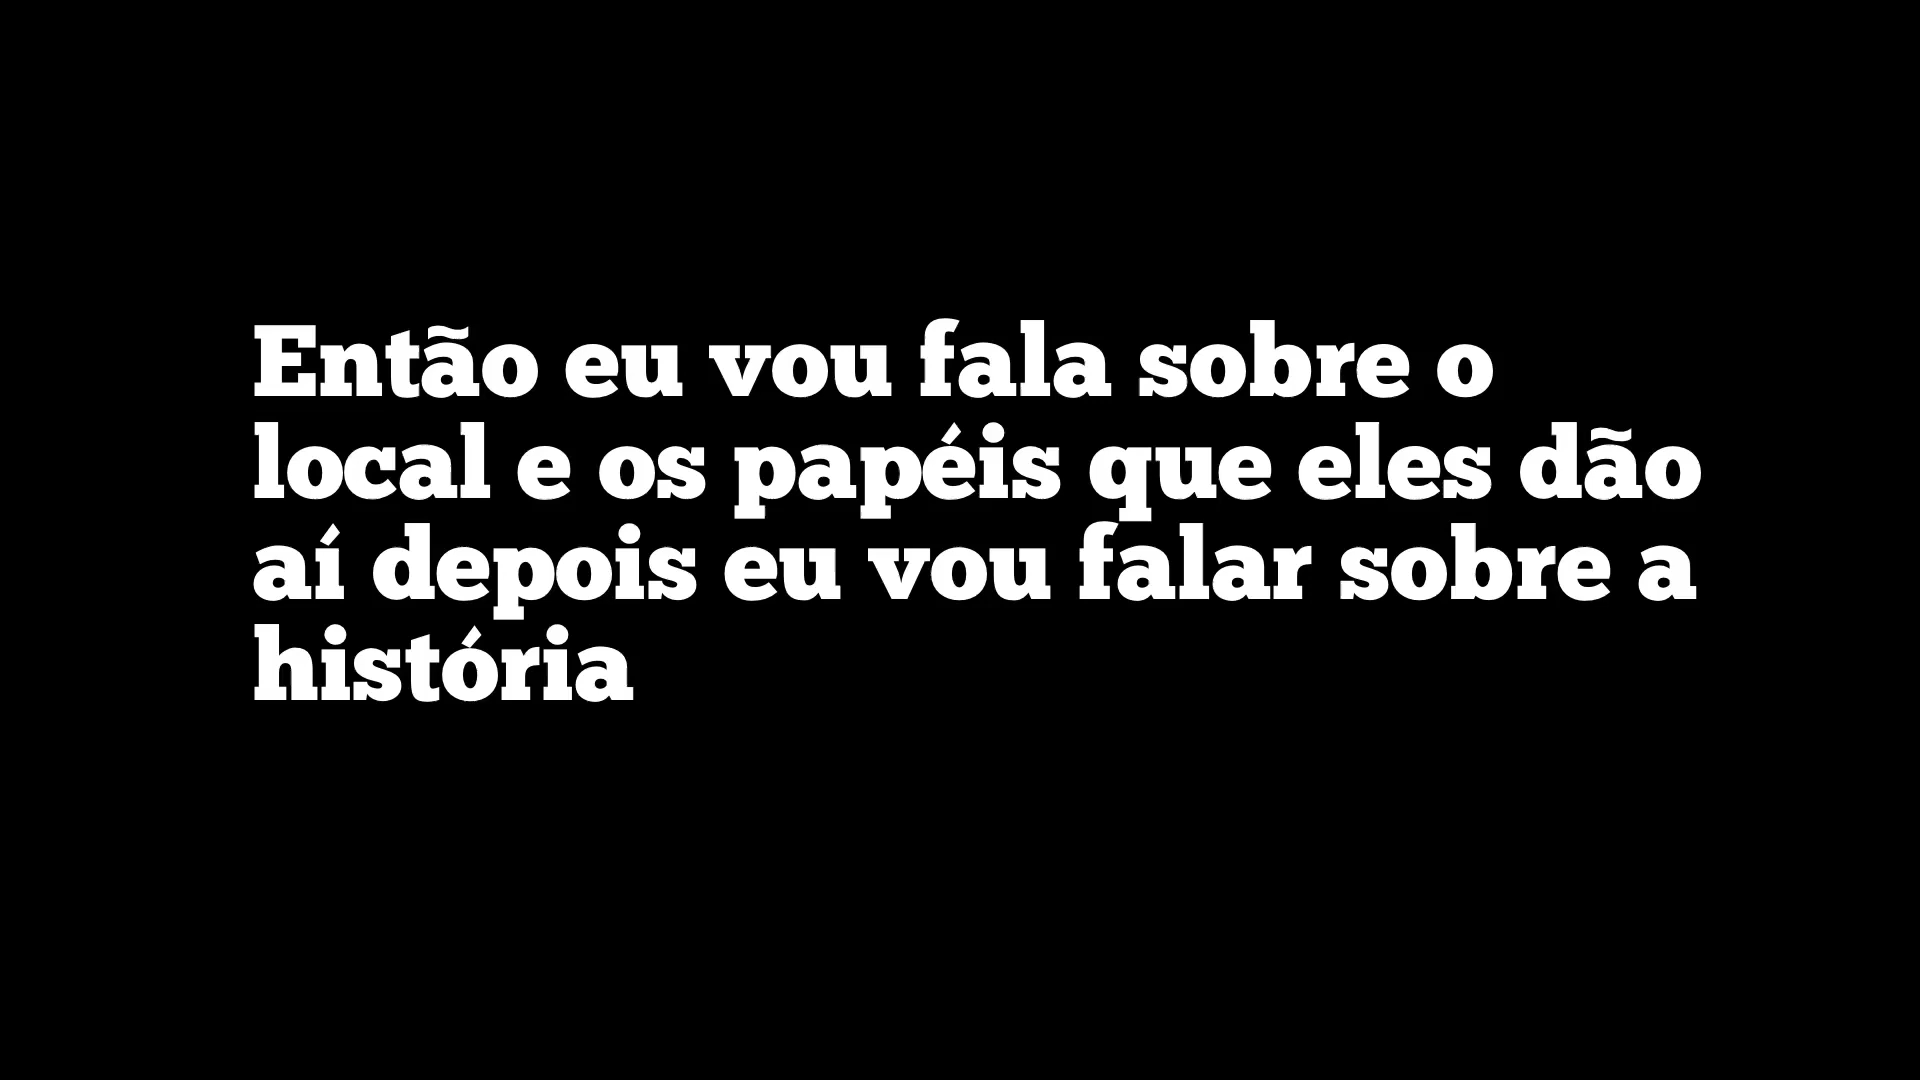 Então eu vou fala sobre o
local e os papéis que eles dão
aí depois eu vou falar sobre a
história